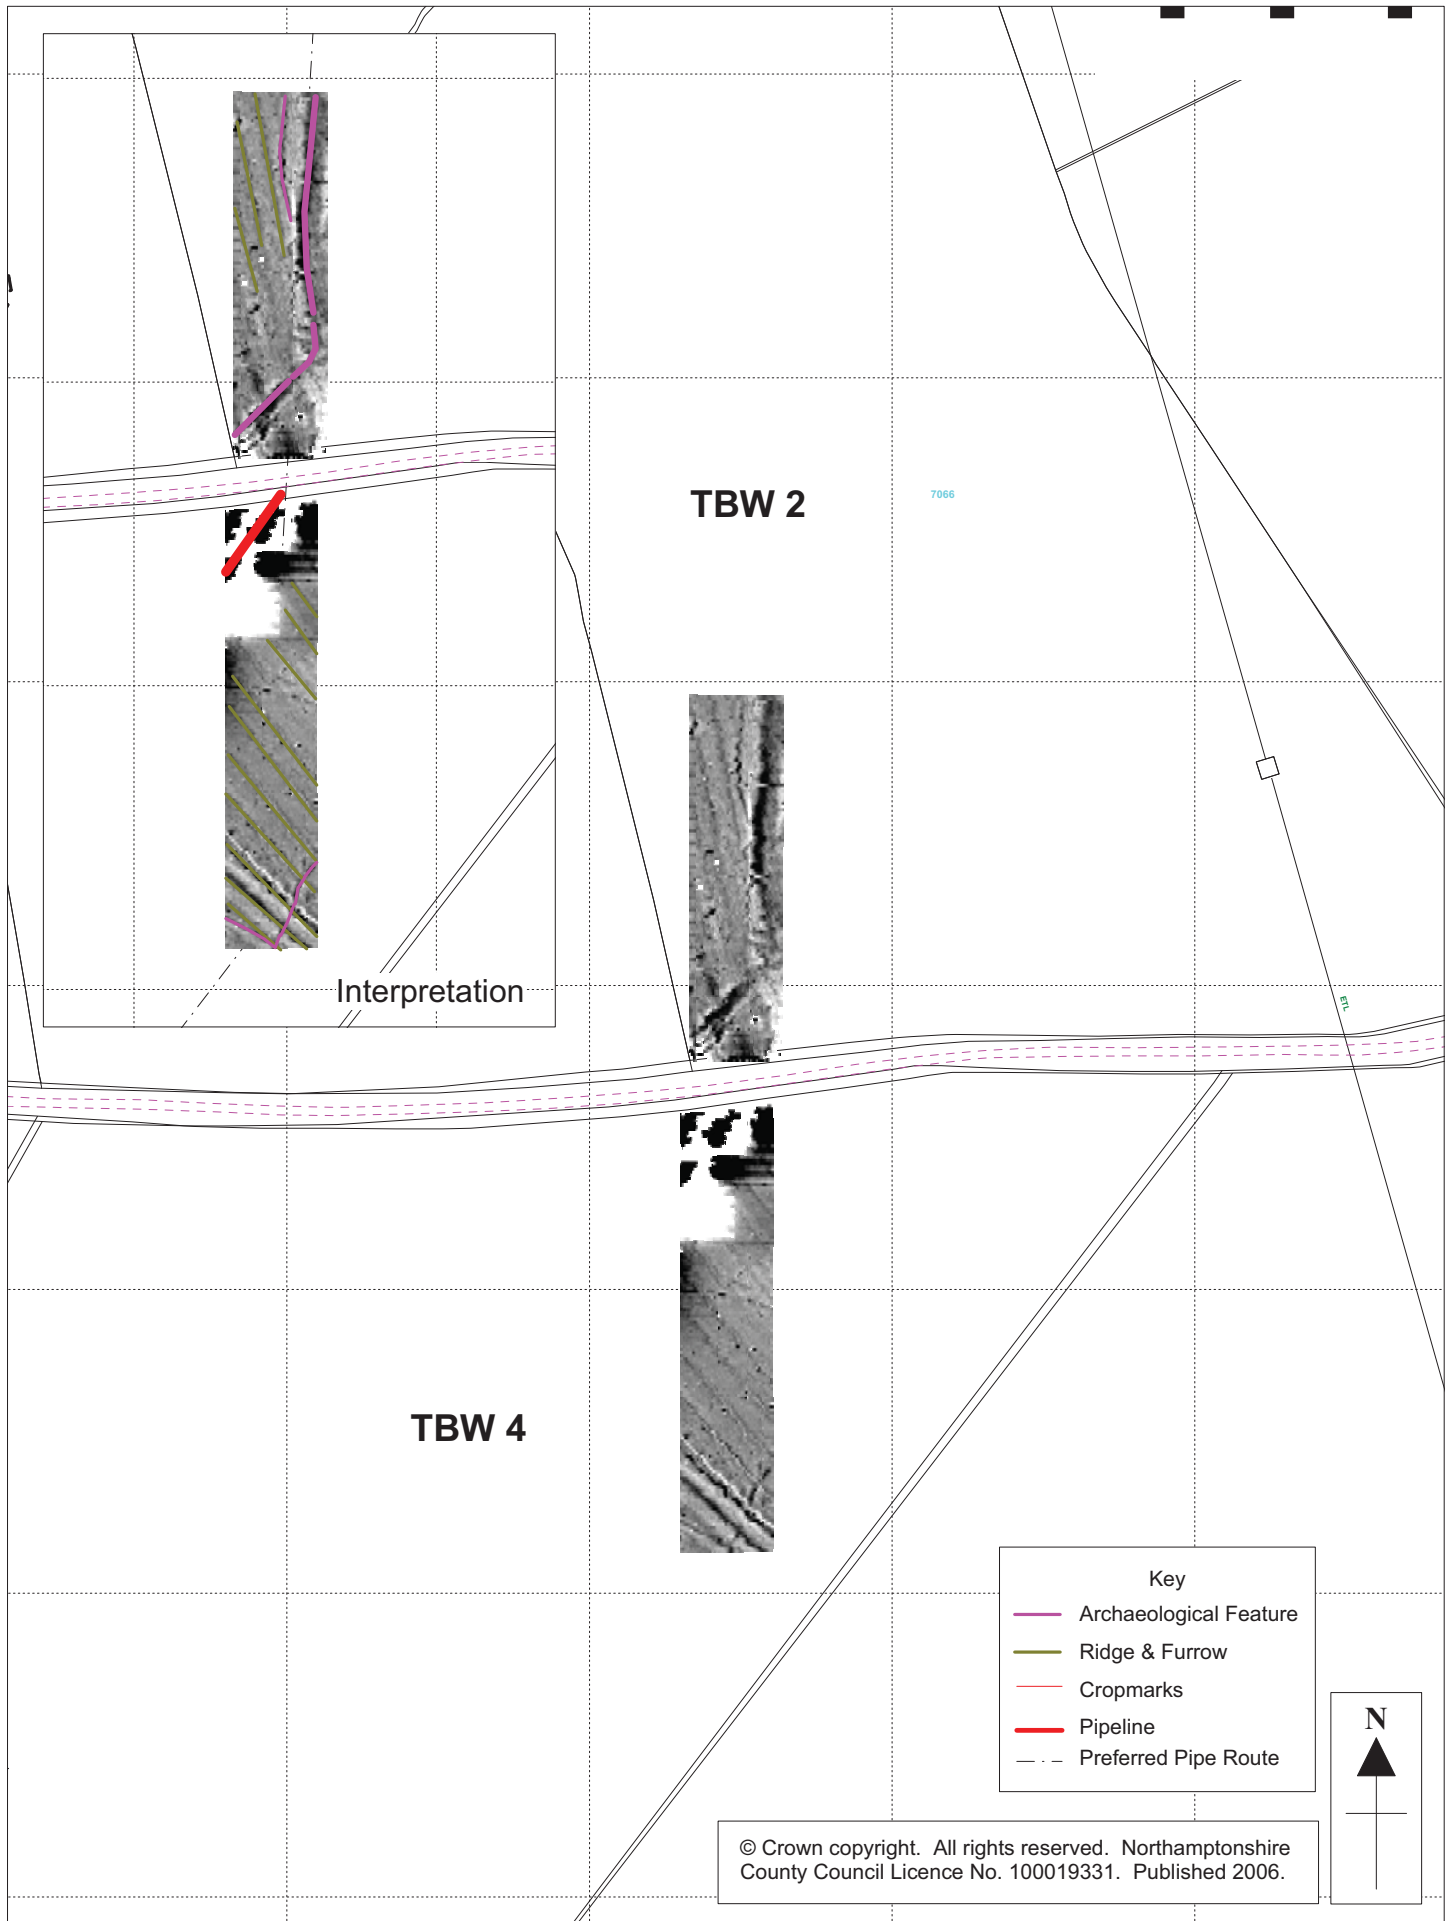 TBW 2
7066
Interpretation
ETL
TBW 4
Key
Archaeological Feature
Ridge & Furrow
Cropmarks
Pipeline
Preferred Pipe Route
N
© Crown copyright. All rights reserved. Northamptonshire
County Council Licence No. 100019331. Published 2006.